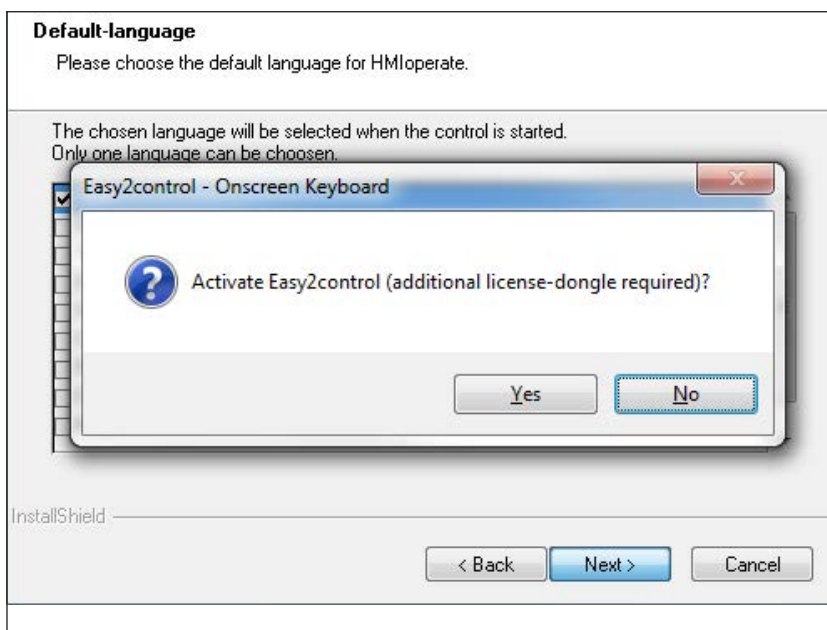 Default-language
Please choose the default language for HMIoperate.
The chosen language will be selected when the control is started.
Only one language can be choosen.
Easy2control - Onscreen Keyboard
Activate Easy2control (additional license-dongle required)?
Yes
No
InstallShield
< Back
Next >
Cancel